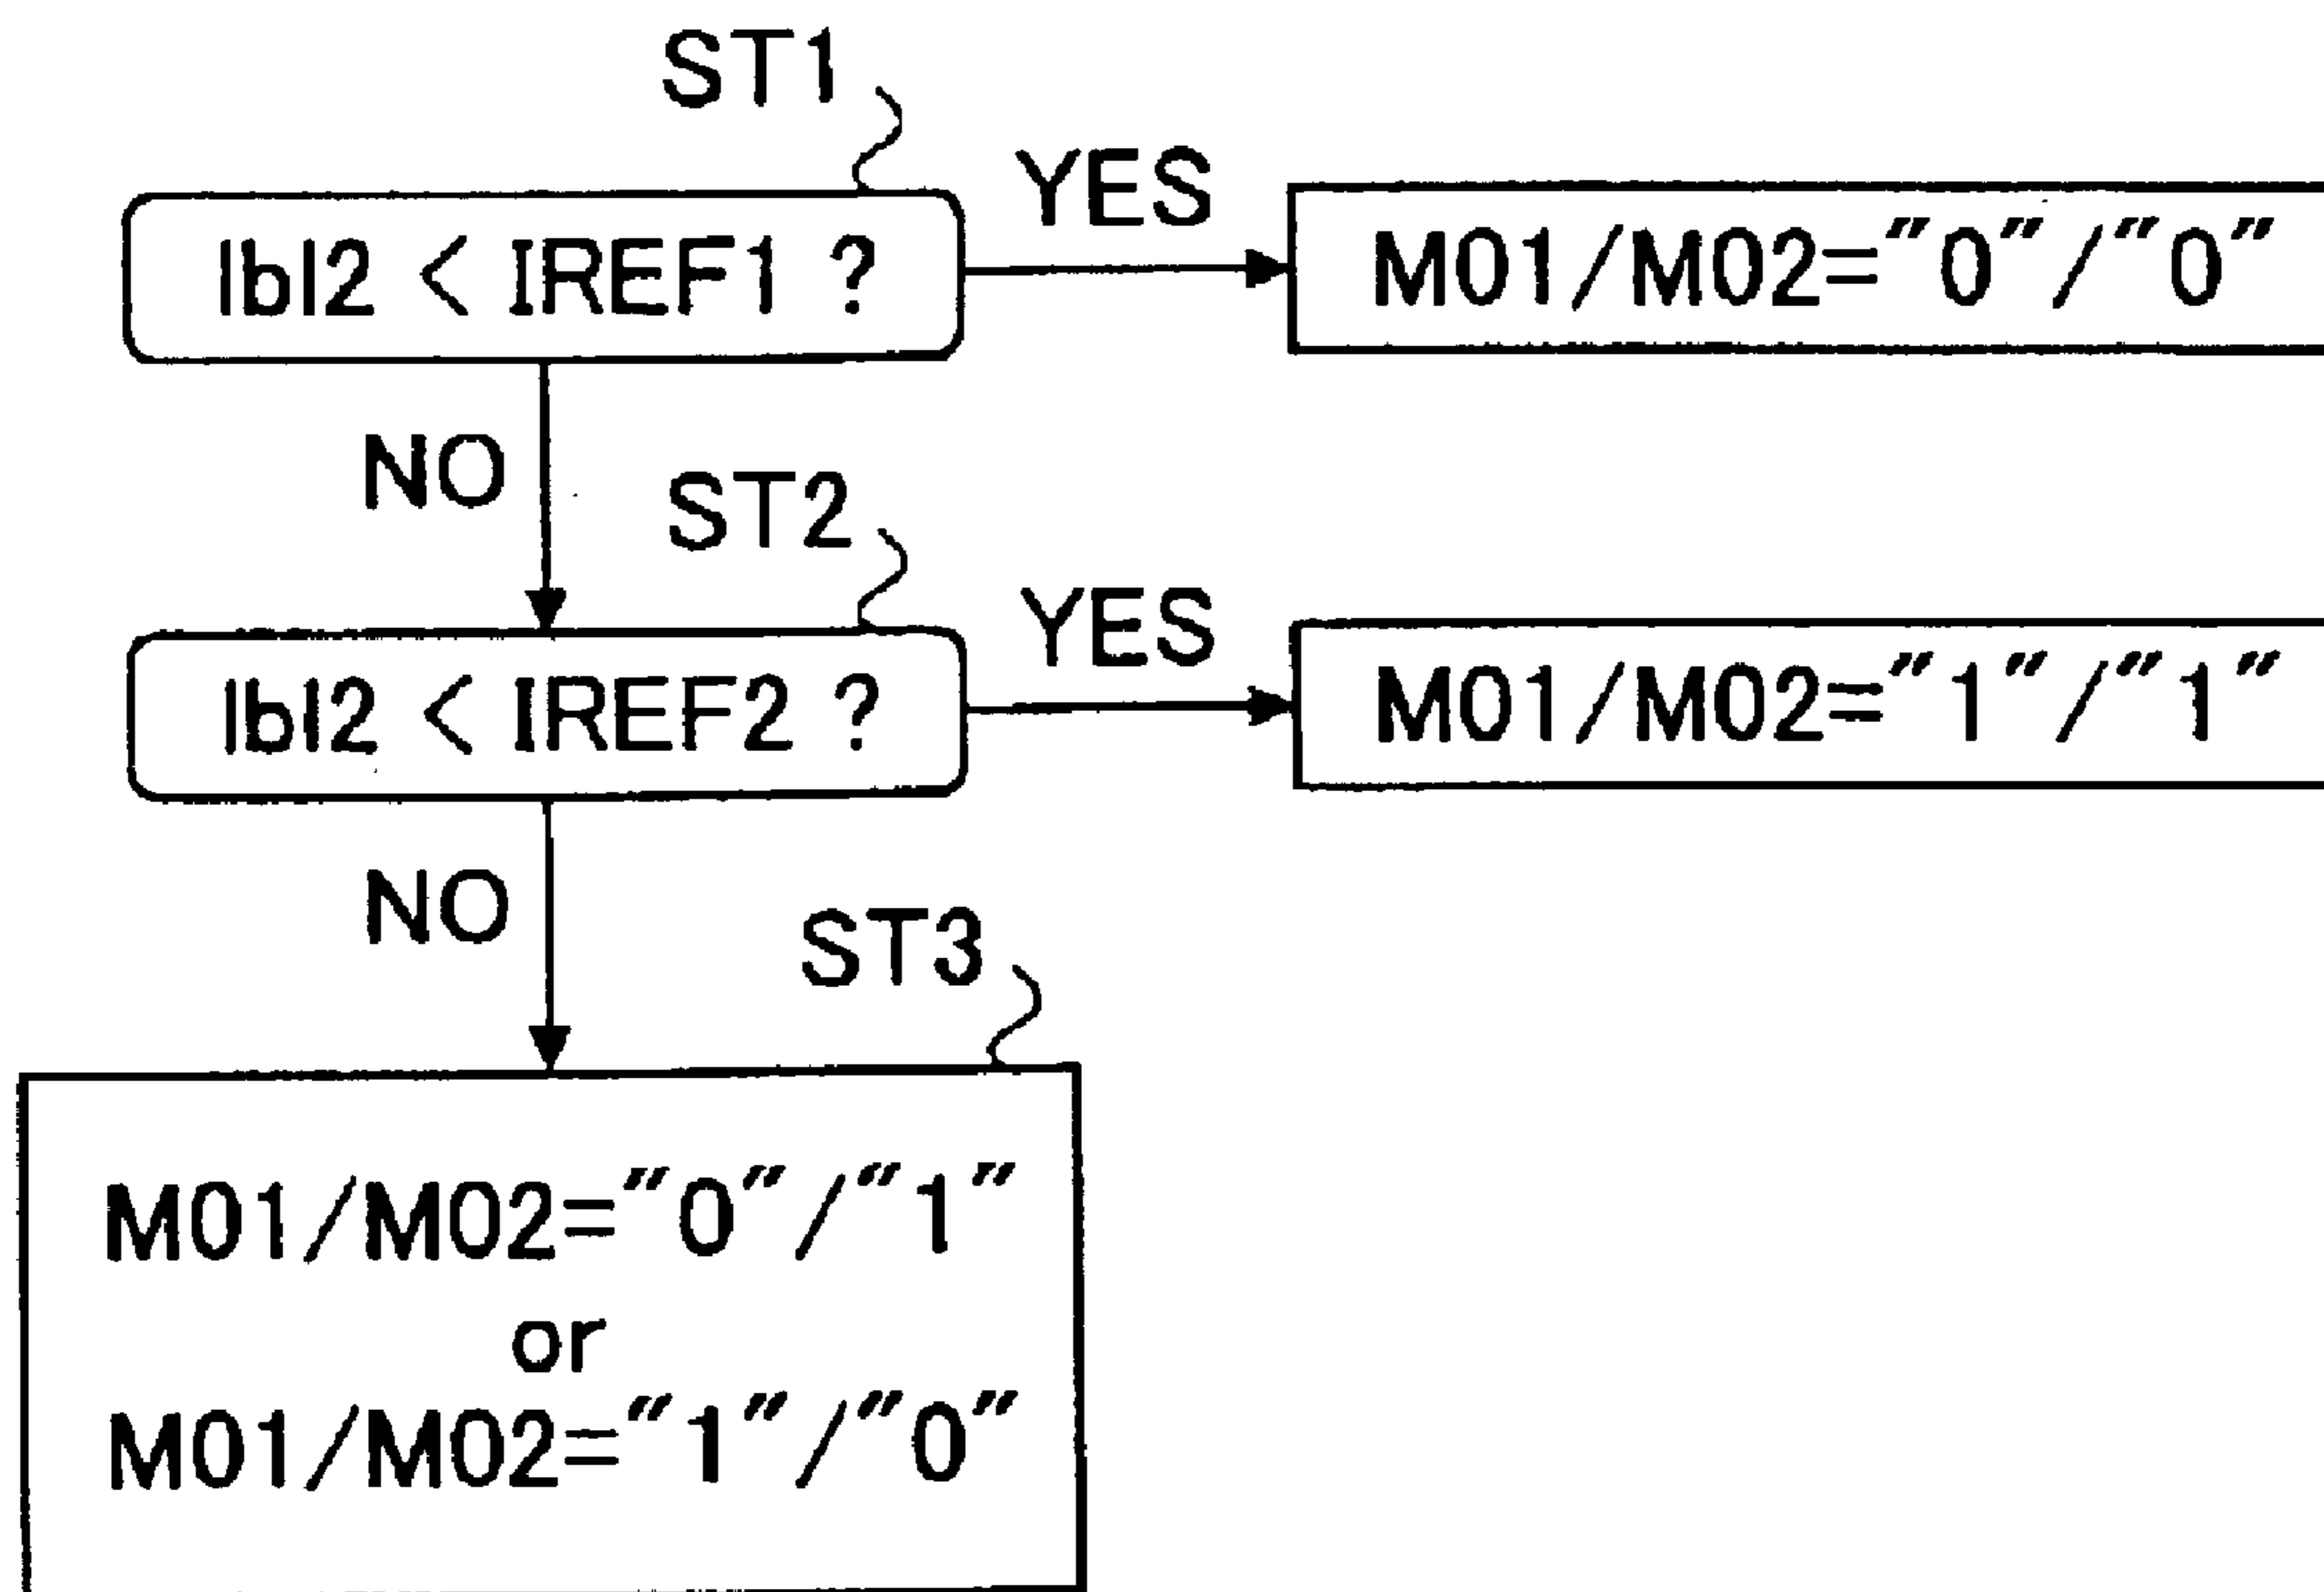 ST1
Ibl2 < IREF1 ?
YES
M01/M02="0"/"0"
NO
ST2
Ibl2 < IREF2 ?
YES
M01/M02="1"/"1"
NO
ST3
M01/M02="0"/"1"
or
M01/M02="1"/"0"